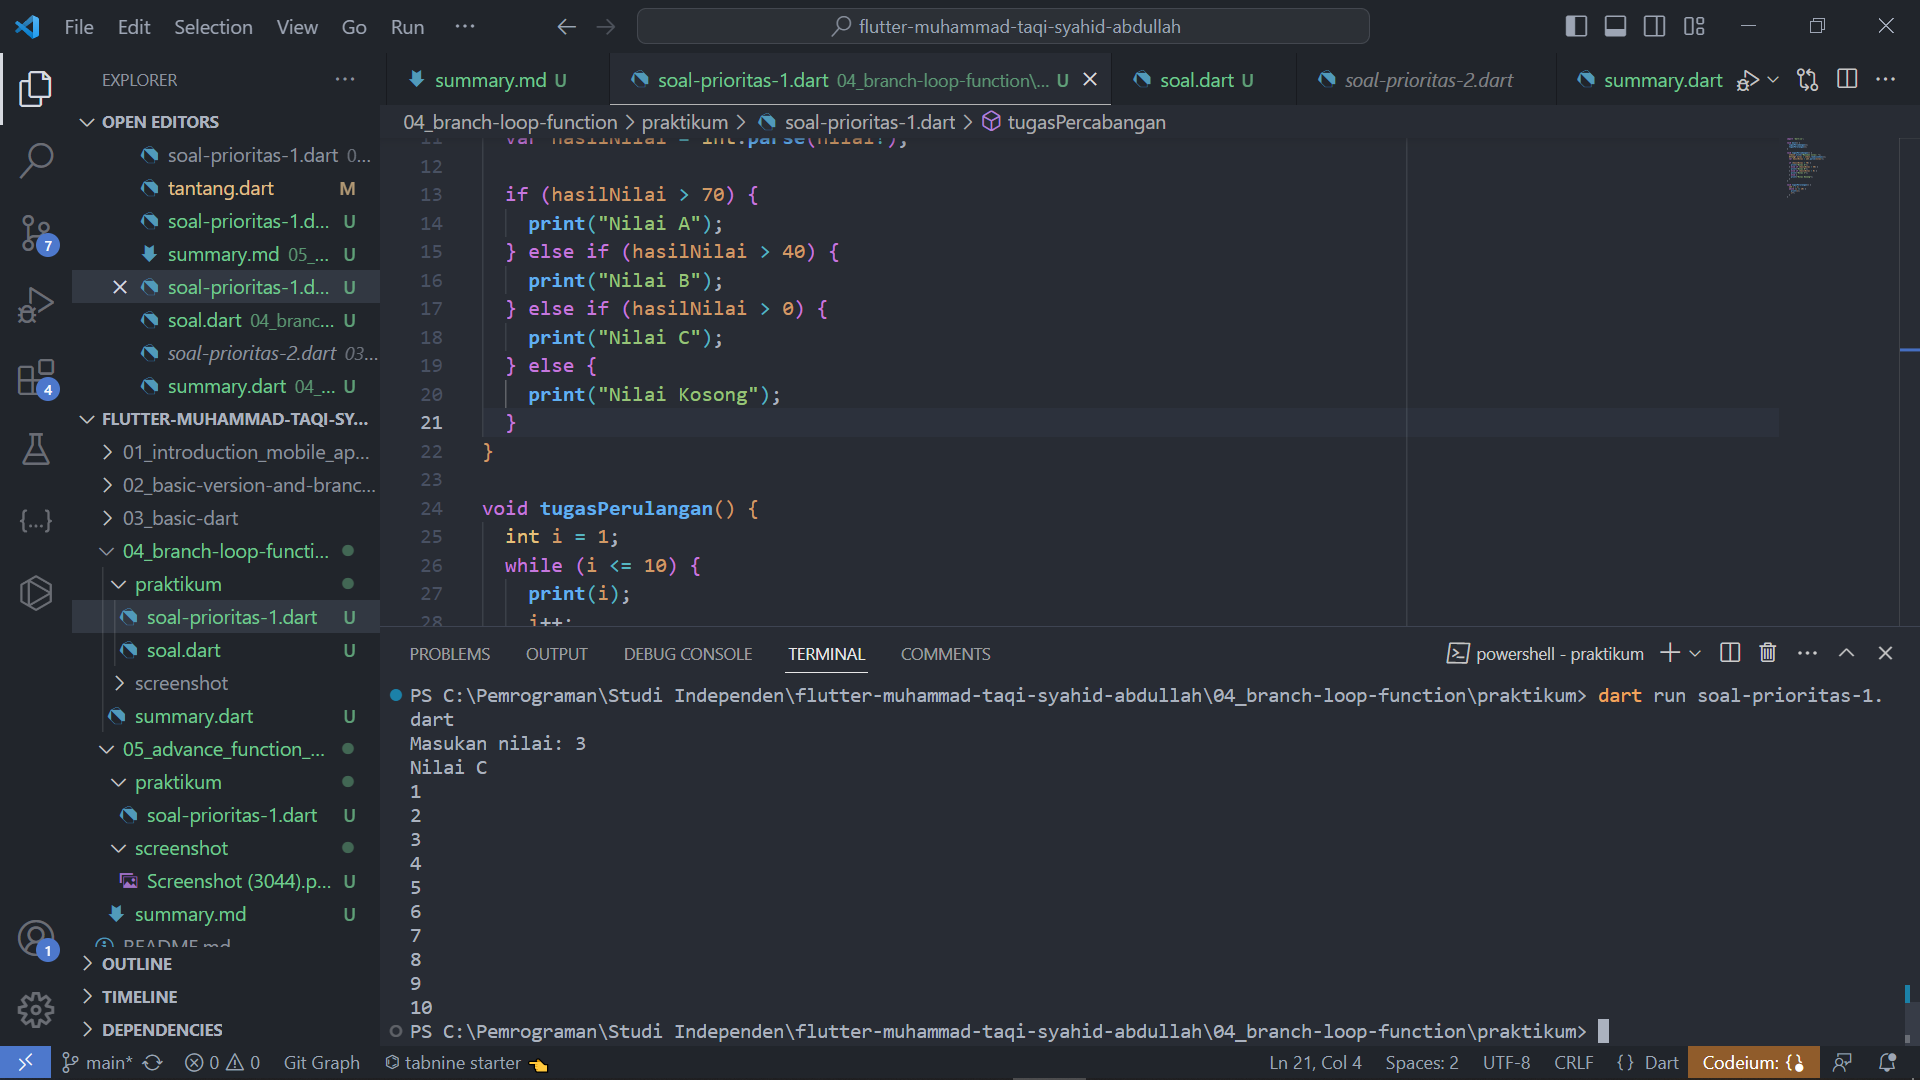 File Edit Selection View Go Run ···
flutter-muhammad-taqi-syahid-abdullah
EXPLORER ···
OPEN EDITORS
soal-prioritas-1.dart 0...
tantang.dart M
soal-prioritas-1.d... U
summary.md 05_... U
soal-prioritas-1.d... U
soal.dart 04_branc... U
soal-prioritas-2.dart 03...
summary.dart 04_... U
FLUTTER-MUHAMMAD-TAQI-SY...
01_introduction_mobile_ap...
02_basic-version-and-branc...
03_basic-dart
04_branch-loop-functi...
praktikum
soal-prioritas-1.dart U
soal.dart U
screenshot
summary.dart U
05_advance_function_...
praktikum
soal-prioritas-1.dart U
screenshot
Screenshot (3044).p... U
summary.md U
README.md
OUTLINE
TIMELINE
DEPENDENCIES
7
4
1
summary.md U
soal-prioritas-1.dart 04_branch-loop-function\... U
soal.dart U
soal-prioritas-2.dart
summary.dart
04_branch-loop-function > praktikum > soal-prioritas-1.dart > tugasPercabangan
11 var hasilNilai = int.parse(nilai!);
12
13 if (hasilNilai > 70) {
14 print("Nilai A");
15 } else if (hasilNilai > 40) {
16 print("Nilai B");
17 } else if (hasilNilai > 0) {
18 print("Nilai C");
19 } else {
20 print("Nilai Kosong");
21 }
22 }
23
24 void tugasPerulangan() {
25 int i = 1;
26 while (i <= 10) {
27 print(i);
28 i++;
PROBLEMS OUTPUT DEBUG CONSOLE TERMINAL COMMENTS
powershell - praktikum
PS C:\Pemrograman\Studi Independen\flutter-muhammad-taqi-syahid-abdullah\04_branch-loop-function\praktikum> dart run soal-prioritas-1.
dart
Masukan nilai: 3
Nilai C
1
2
3
4
5
6
7
8
9
10
PS C:\Pemrograman\Studi Independen\flutter-muhammad-taqi-syahid-abdullah\04_branch-loop-function\praktikum>
main* 0 0 Git Graph tabnine starter
Ln 21, Col 4 Spaces: 2 UTF-8 CRLF {} Dart Codeium: {}